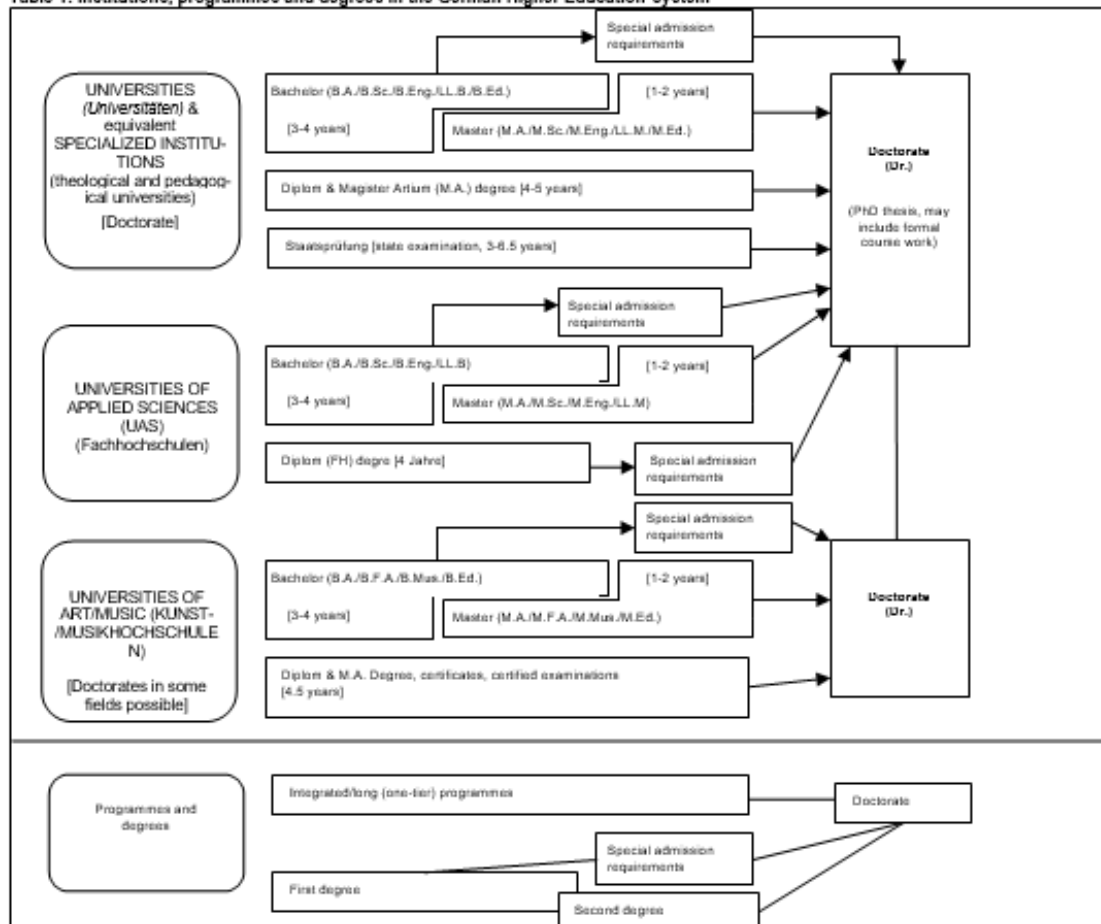 Table 1: Institutions, programmes and degrees in the German Higher Education System
Special admission
requirements
UNIVERSITIES
(Universitäten) &
equivalent
SPECIALIZED INSTITU-
TIONS
(theological and pedagog-
ical universities)
[Doctorate]
Bachelor (B.A./B.Sc./B.Eng./LL.B/B.Ed.)
[3-4 years]
[1-2 years]
Master (M.A./M.Sc./M.Eng./LL.M./M.Ed.)
Diplom & Magister Artium (M.A.) degree [4-5 years]
Staatsprüfung [state examination, 3-6.5 years]
Doctorate
(Dr.)
(PhD thesis, may
include formal
course work)
Special admission
requirements
UNIVERSITIES OF
APPLIED SCIENCES
(UAS)
(Fachhochschulen)
Bachelor (B.A./B.Sc./B.Eng./LL.B)
[3-4 years]
[1-2 years]
Master (M.A./M.Sc./M.Eng./LL.M)
Diplom (FH) degre [4 Jahre]
Special admission
requirements
Special admission
requirements
UNIVERSITIES OF
ART/MUSIC (KUNST-
/MUSIKHOCHSCHULE
N)
[Doctorates in some
fields possible]
Bachelor (B.A./B.F.A./B.Mus./B.Ed.)
[3-4 years]
[1-2 years]
Master (M.A./M.F.A./M.Mus./M.Ed.)
Diplom & M.A. Degree, certificates, certified examinations
[4.5 years]
Doctorate
(Dr.)
Programmes and
degrees
Integrated/long (one-tier) programmes
Doctorate
Special admission
requirements
First degree
Second degree